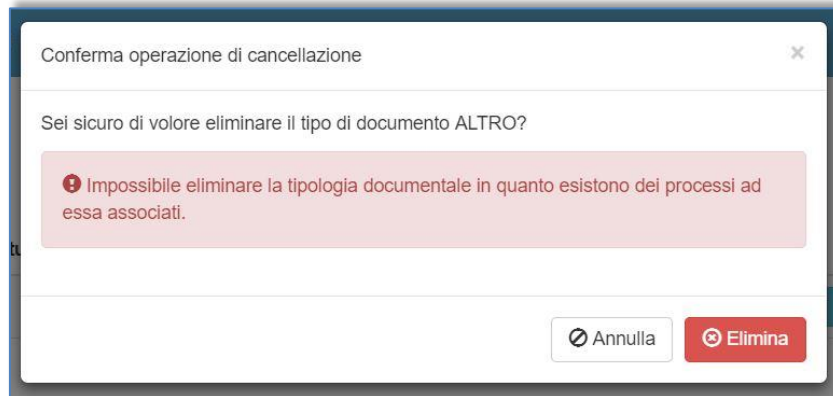 Conferma operazione di cancellazione ×
Sei sicuro di volore eliminare il tipo di documento ALTRO?
Impossibile eliminare la tipologia documentale in quanto esistono dei processi ad
essa associati.
Annulla Elimina